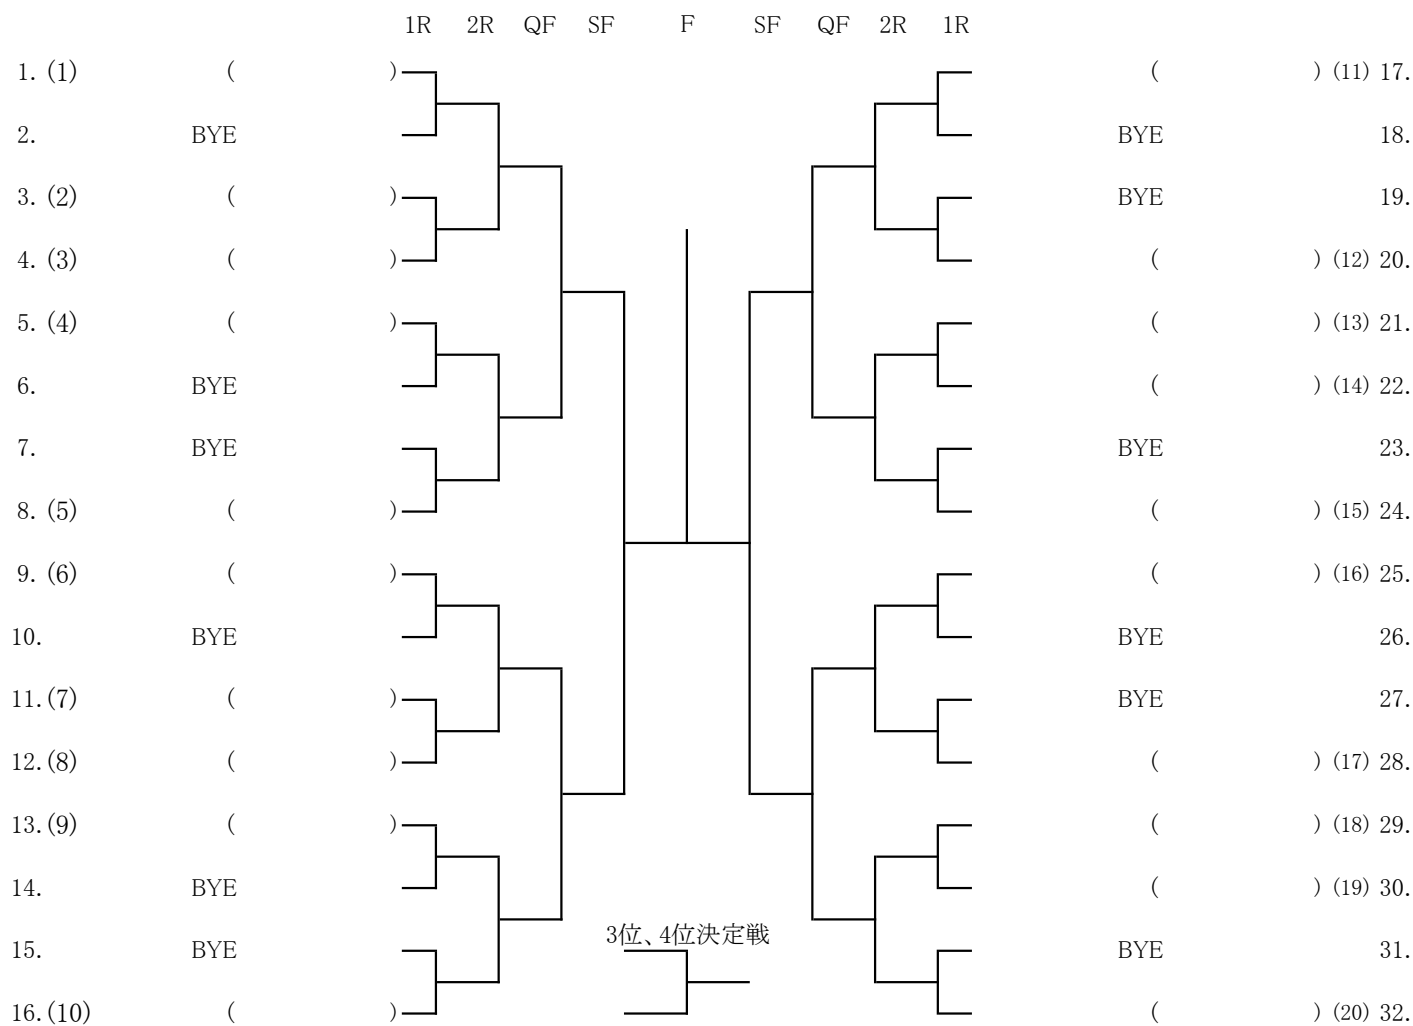 1R 2R QF SF F SF QF 2R 1R
1. (1) ( ) ( ) (11) 17.
2. BYE BYE 18.
3. (2) ( ) BYE 19.
4. (3) ( ) ( ) (12) 20.
5. (4) ( ) ( ) (13) 21.
6. BYE ( ) (14) 22.
7. BYE BYE 23.
8. (5) ( ) ( ) (15) 24.
9. (6) ( ) ( ) (16) 25.
10. BYE BYE 26.
11. (7) ( ) BYE 27.
12. (8) ( ) ( ) (17) 28.
13. (9) ( ) ( ) (18) 29.
14. BYE ( ) (19) 30.
3位、4位決定戦
15. BYE BYE 31.
16. (10) ( ) ( ) (20) 32.